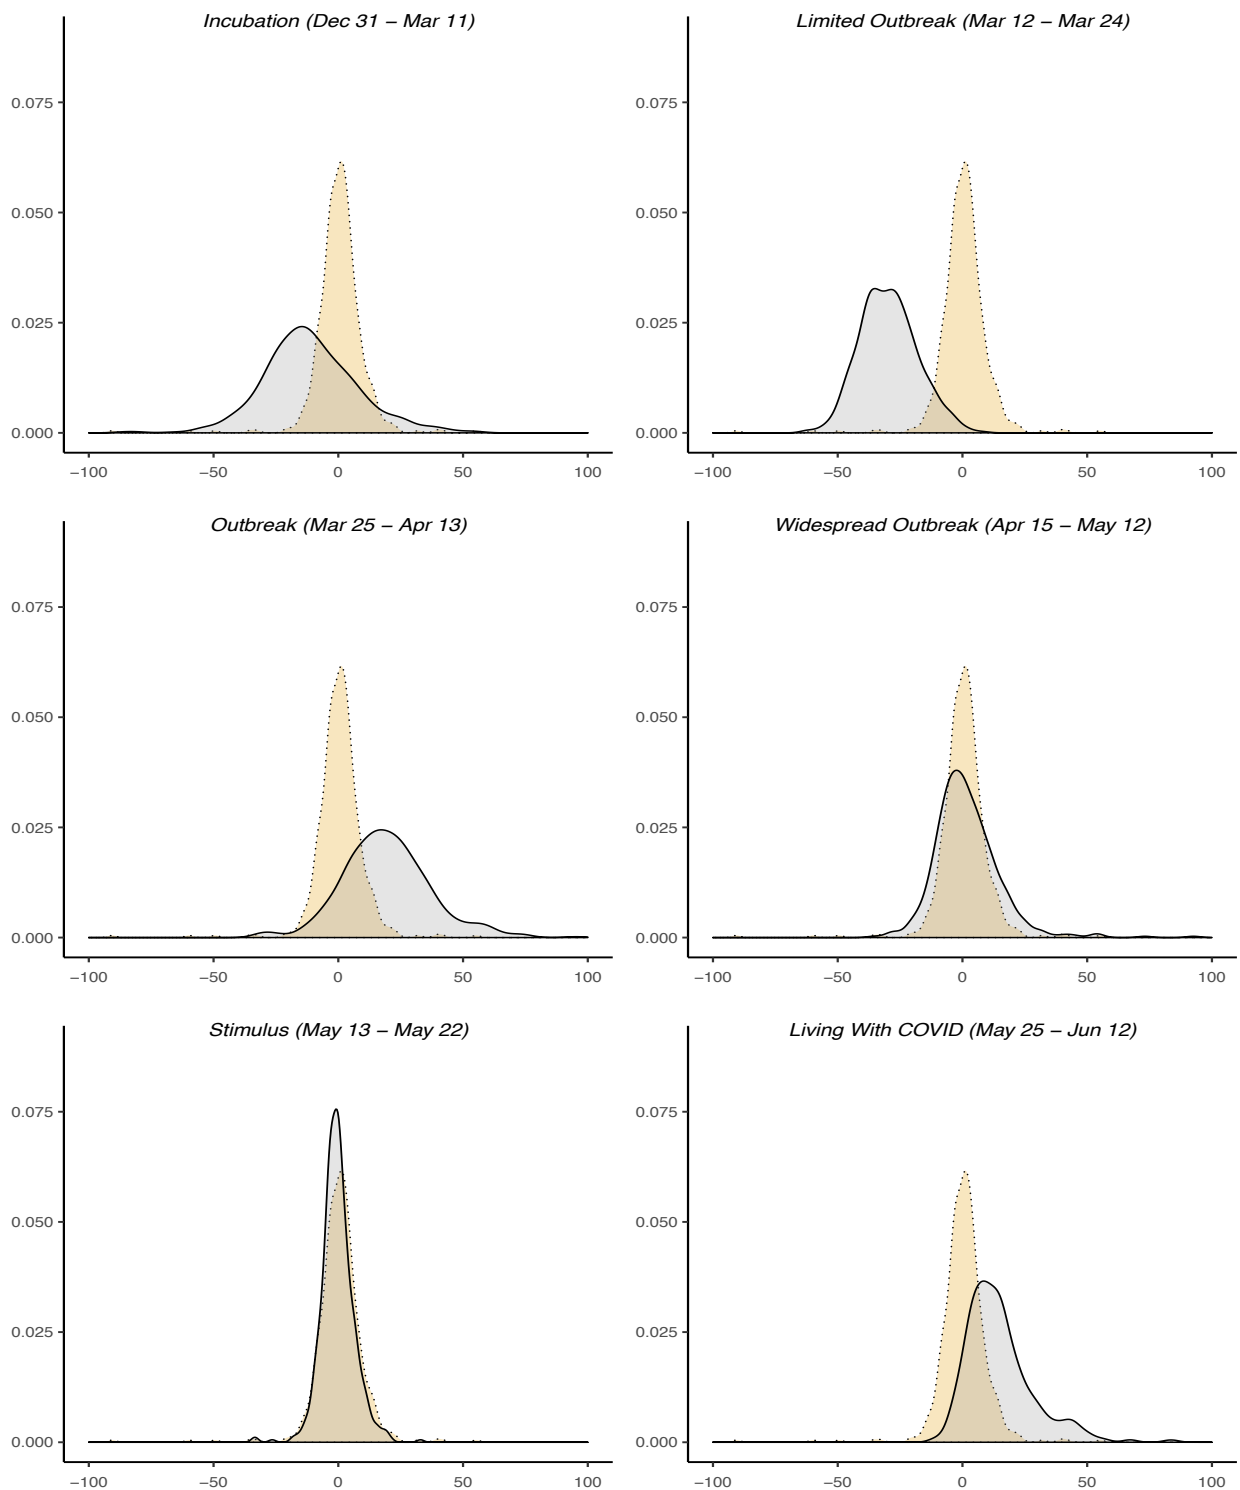 Incubation (Dec 31 − Mar 11)
0.075
0.050
0.025
0.000
−100 −50 0 50 100
Limited Outbreak (Mar 12 − Mar 24)
0.075
0.050
0.025
0.000
−100 −50 0 50 100
Outbreak (Mar 25 − Apr 13)
0.075
0.050
0.025
0.000
−100 −50 0 50 100
Widespread Outbreak (Apr 15 − May 12)
0.075
0.050
0.025
0.000
−100 −50 0 50 100
Stimulus (May 13 − May 22)
0.075
0.050
0.025
0.000
−100 −50 0 50 100
Living With COVID (May 25 − Jun 12)
0.075
0.050
0.025
0.000
−100 −50 0 50 100